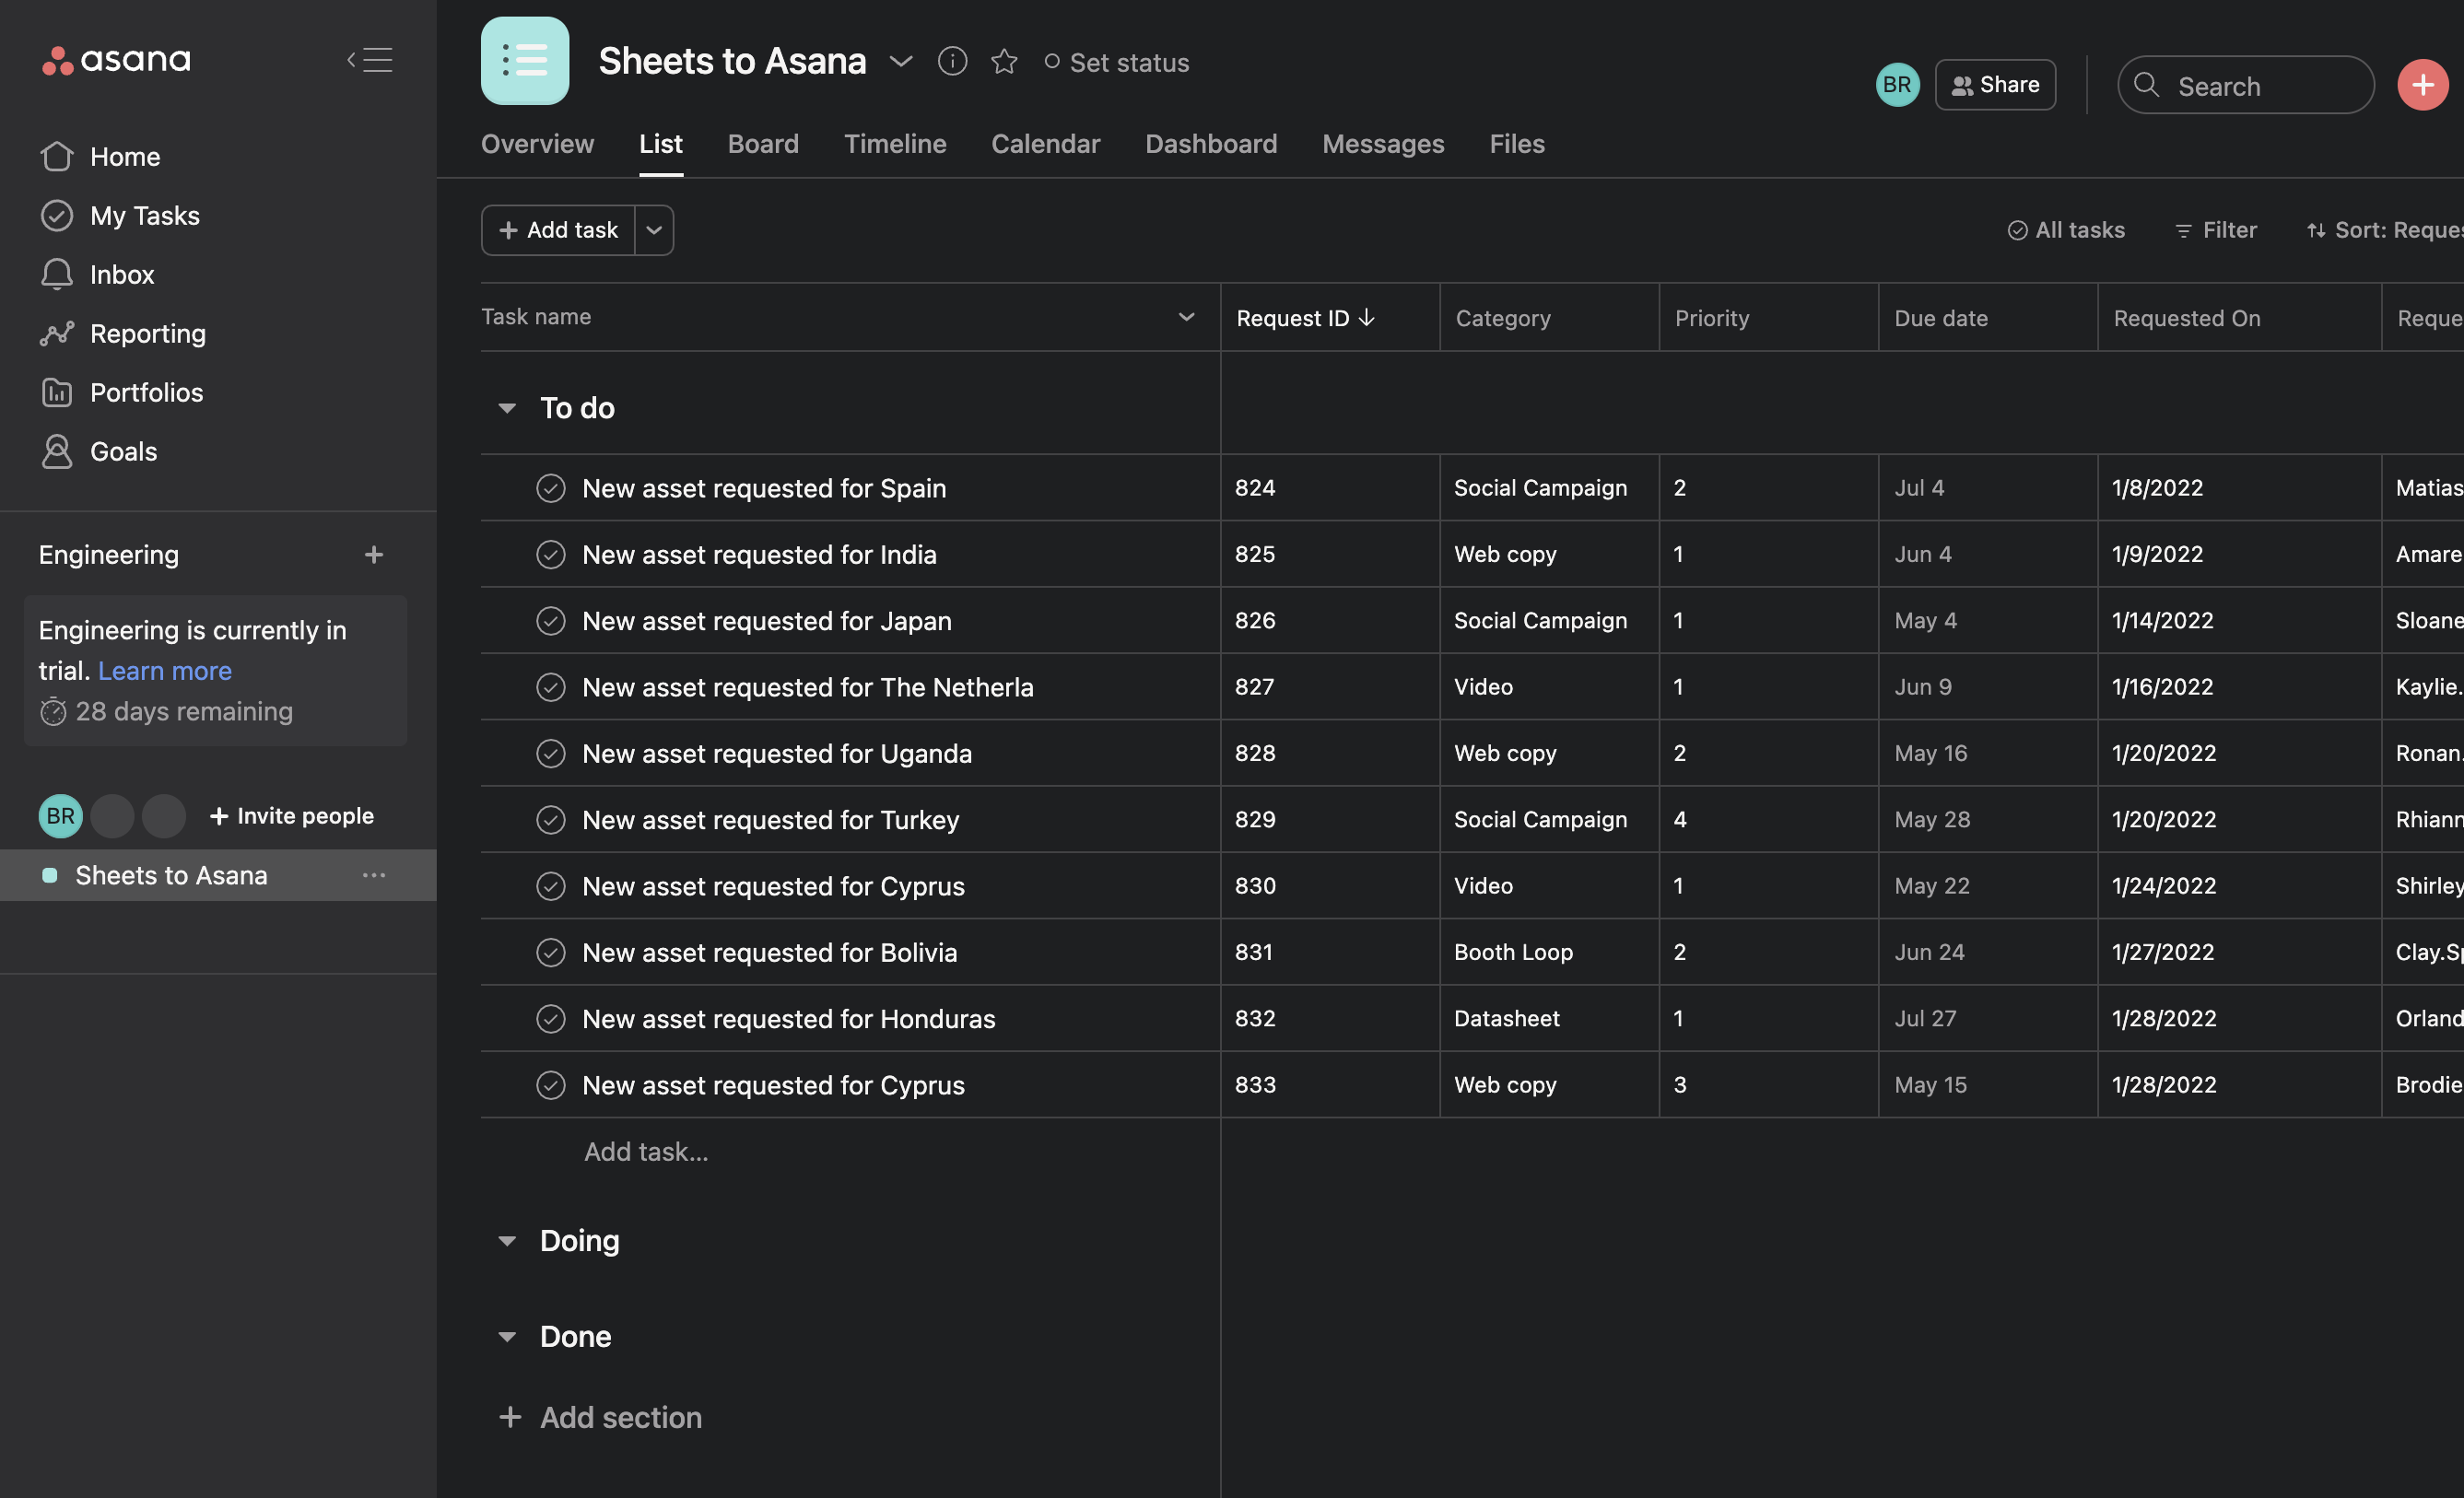 asana
Home
My Tasks
Inbox
Reporting
Portfolios
Goals
Engineering
Engineering is currently in
trial. Learn more
28 days remaining
BR
Invite people
Sheets to Asana
Sheets to Asana
Set status
BR
Share
Search
Overview List Board Timeline Calendar Dashboard Messages Files
Add task
All tasks Filter Sort: Reques
Task name Request ID Category Priority Due date Requested On Reque
To do
New asset requested for Spain 824 Social Campaign 2 Jul 4 1/8/2022 Matias
New asset requested for India 825 Web copy 1 Jun 4 1/9/2022 Amare
New asset requested for Japan 826 Social Campaign 1 May 4 1/14/2022 Sloane
New asset requested for The Netherla 827 Video 1 Jun 9 1/16/2022 Kaylie.
New asset requested for Uganda 828 Web copy 2 May 16 1/20/2022 Ronan.
New asset requested for Turkey 829 Social Campaign 4 May 28 1/20/2022 Rhiann
New asset requested for Cyprus 830 Video 1 May 22 1/24/2022 Shirley
New asset requested for Bolivia 831 Booth Loop 2 Jun 24 1/27/2022 Clay.Sp
New asset requested for Honduras 832 Datasheet 1 Jul 27 1/28/2022 Orland
New asset requested for Cyprus 833 Web copy 3 May 15 1/28/2022 Brodie
Add task...
Doing
Done
Add section